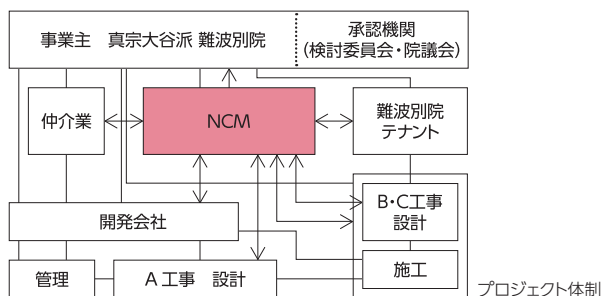 事業主 真宗大谷派 難波別院
承認機関
（検討委員会・院議会）
仲介業
NCM
難波別院
テナント
B・C工事
設計
開発会社
施工
管理
A工事 設計
プロジェクト体制